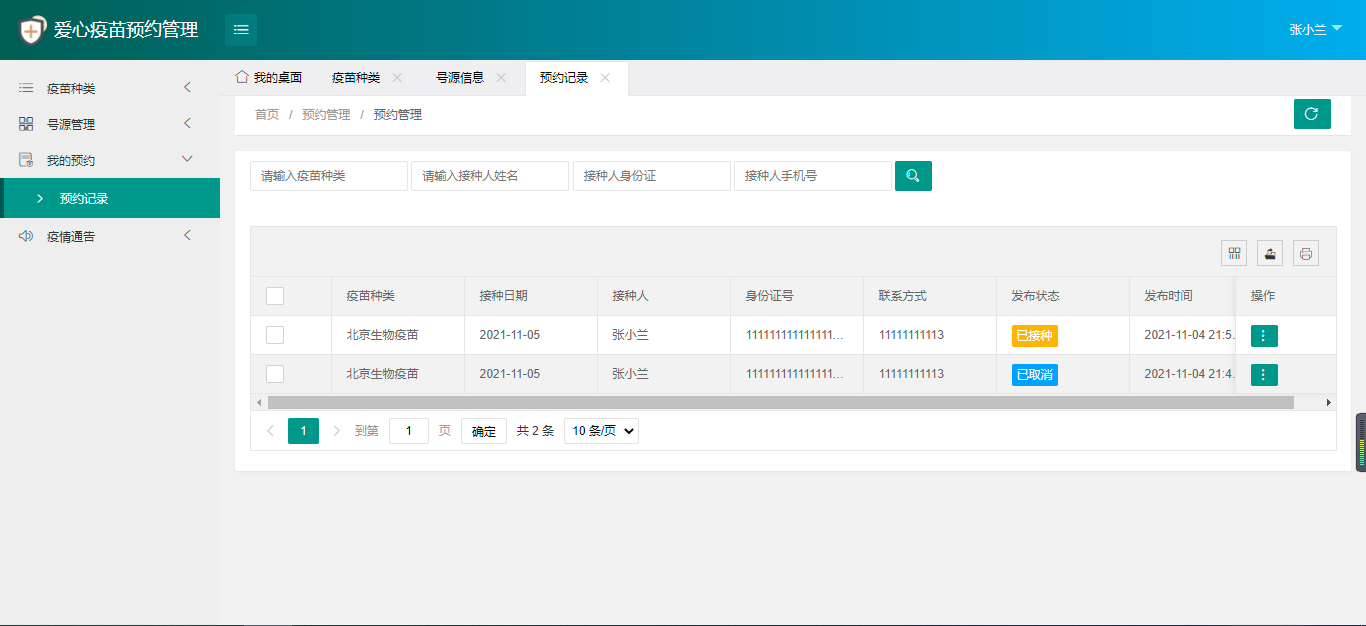 爱心疫苗预约管理
张小兰
疫苗种类
号源管理
我的预约
预约记录
疫情通告
我的桌面 疫苗种类 号源信息 预约记录
首页 / 预约管理 / 预约管理
请输入疫苗种类 请输入接种人姓名 接种人身份证 接种人手机号
疫苗种类 接种日期 接种人 身份证号 联系方式 发布状态 发布时间 操作
北京生物疫苗 2021-11-05 张小兰 111111111111111... 11111111113 已接种 2021-11-04 21:5.
北京生物疫苗 2021-11-05 张小兰 111111111111111... 11111111113 已取消 2021-11-04 21:4.
1 到第 1 页 确定 共 2 条 10 条/页